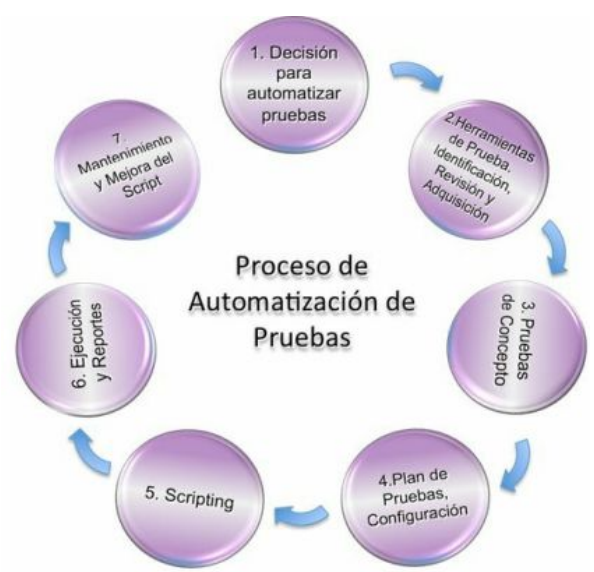 1. Decisión
para
automatizar
pruebas
2.Herramientas
de Prueba,
Identificación,
Revisión y
Adquisición
3. Pruebas
de Concepto
4.Plan de
Pruebas,
Configuración
5. Scripting
6. Ejecución
y Reportes
7.
Mantenimiento
y Mejora del
Script
Proceso de
Automatización de
Pruebas